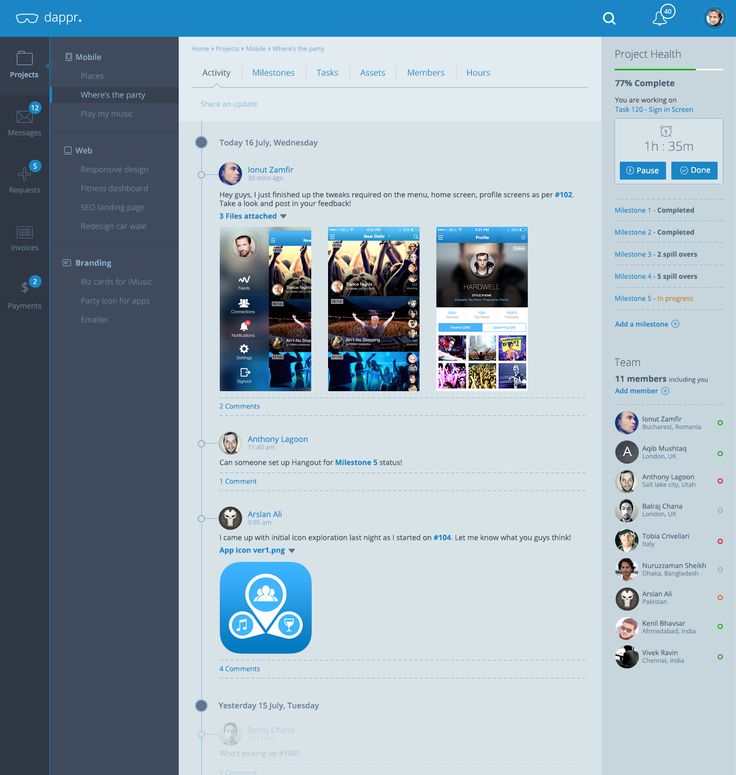 dappr.
40
Projects
12
Messages
5
Requests
Invoices
2
Payments
Mobile
Places
Where's the party
Play my music
Web
Responsive design
Fitness dashboard
SEO landing page
Redesign car wale
Branding
Biz cards for iMusic
Party icon for apps
Emailer
Home Projects Mobile Where's the party
Activity Milestones Tasks Assets Members Hours
Share an update
Today 16 July, Wednesday
Ionut Zamfir
30 mins ago
Hey guys, I just finished up the tweaks required on the menu, home screen, profile screens as per #102.
Take a look and post in your feedback!
3 Files attached
Feeds
Connections
Notifications
Settings
Signout
Trance Needs
Ain't No Stopping
New Delhi
Trance Needs
Ain't No Stopping
Profile
HARDWELL
2 Comments
Anthony Lagoon
11:40 am
Can someone set up Hangout for Milestone 5 status!
1 Comment
Arslan Ali
9:05 am
I came up with initial icon exploration last night as I started on #104. Let me know what you guys think!
App icon ver1.png
4 Comments
Yesterday 15 July, Tuesday
Balraj Chana
Who's picking up #106?
1 Comment
Project Health
77% Complete
You are working on
Task 120 - Sign in Screen
1h : 35m
Pause Done
Milestone 1 - Completed
Milestone 2 - Completed
Milestone 3 - 2 spill overs
Milestone 4 - 5 spill overs
Milestone 5 - In progress
Add a milestone
Team
11 members including you
Add member
Ionut Zamfir
Bucharest, Romania
A
Aqib Mushtaq
London, UK
Anthony Lagoon
Salt lake city, Utah
Balraj Chana
London, UK
Tobia Crivellari
Italy
Nuruzzaman Sheikh
Dhaka, Bangladesh
Arslan Ali
Pakistan
Kenil Bhavsar
Ahmedabad, India
Vivek Ravin
Chennai, India